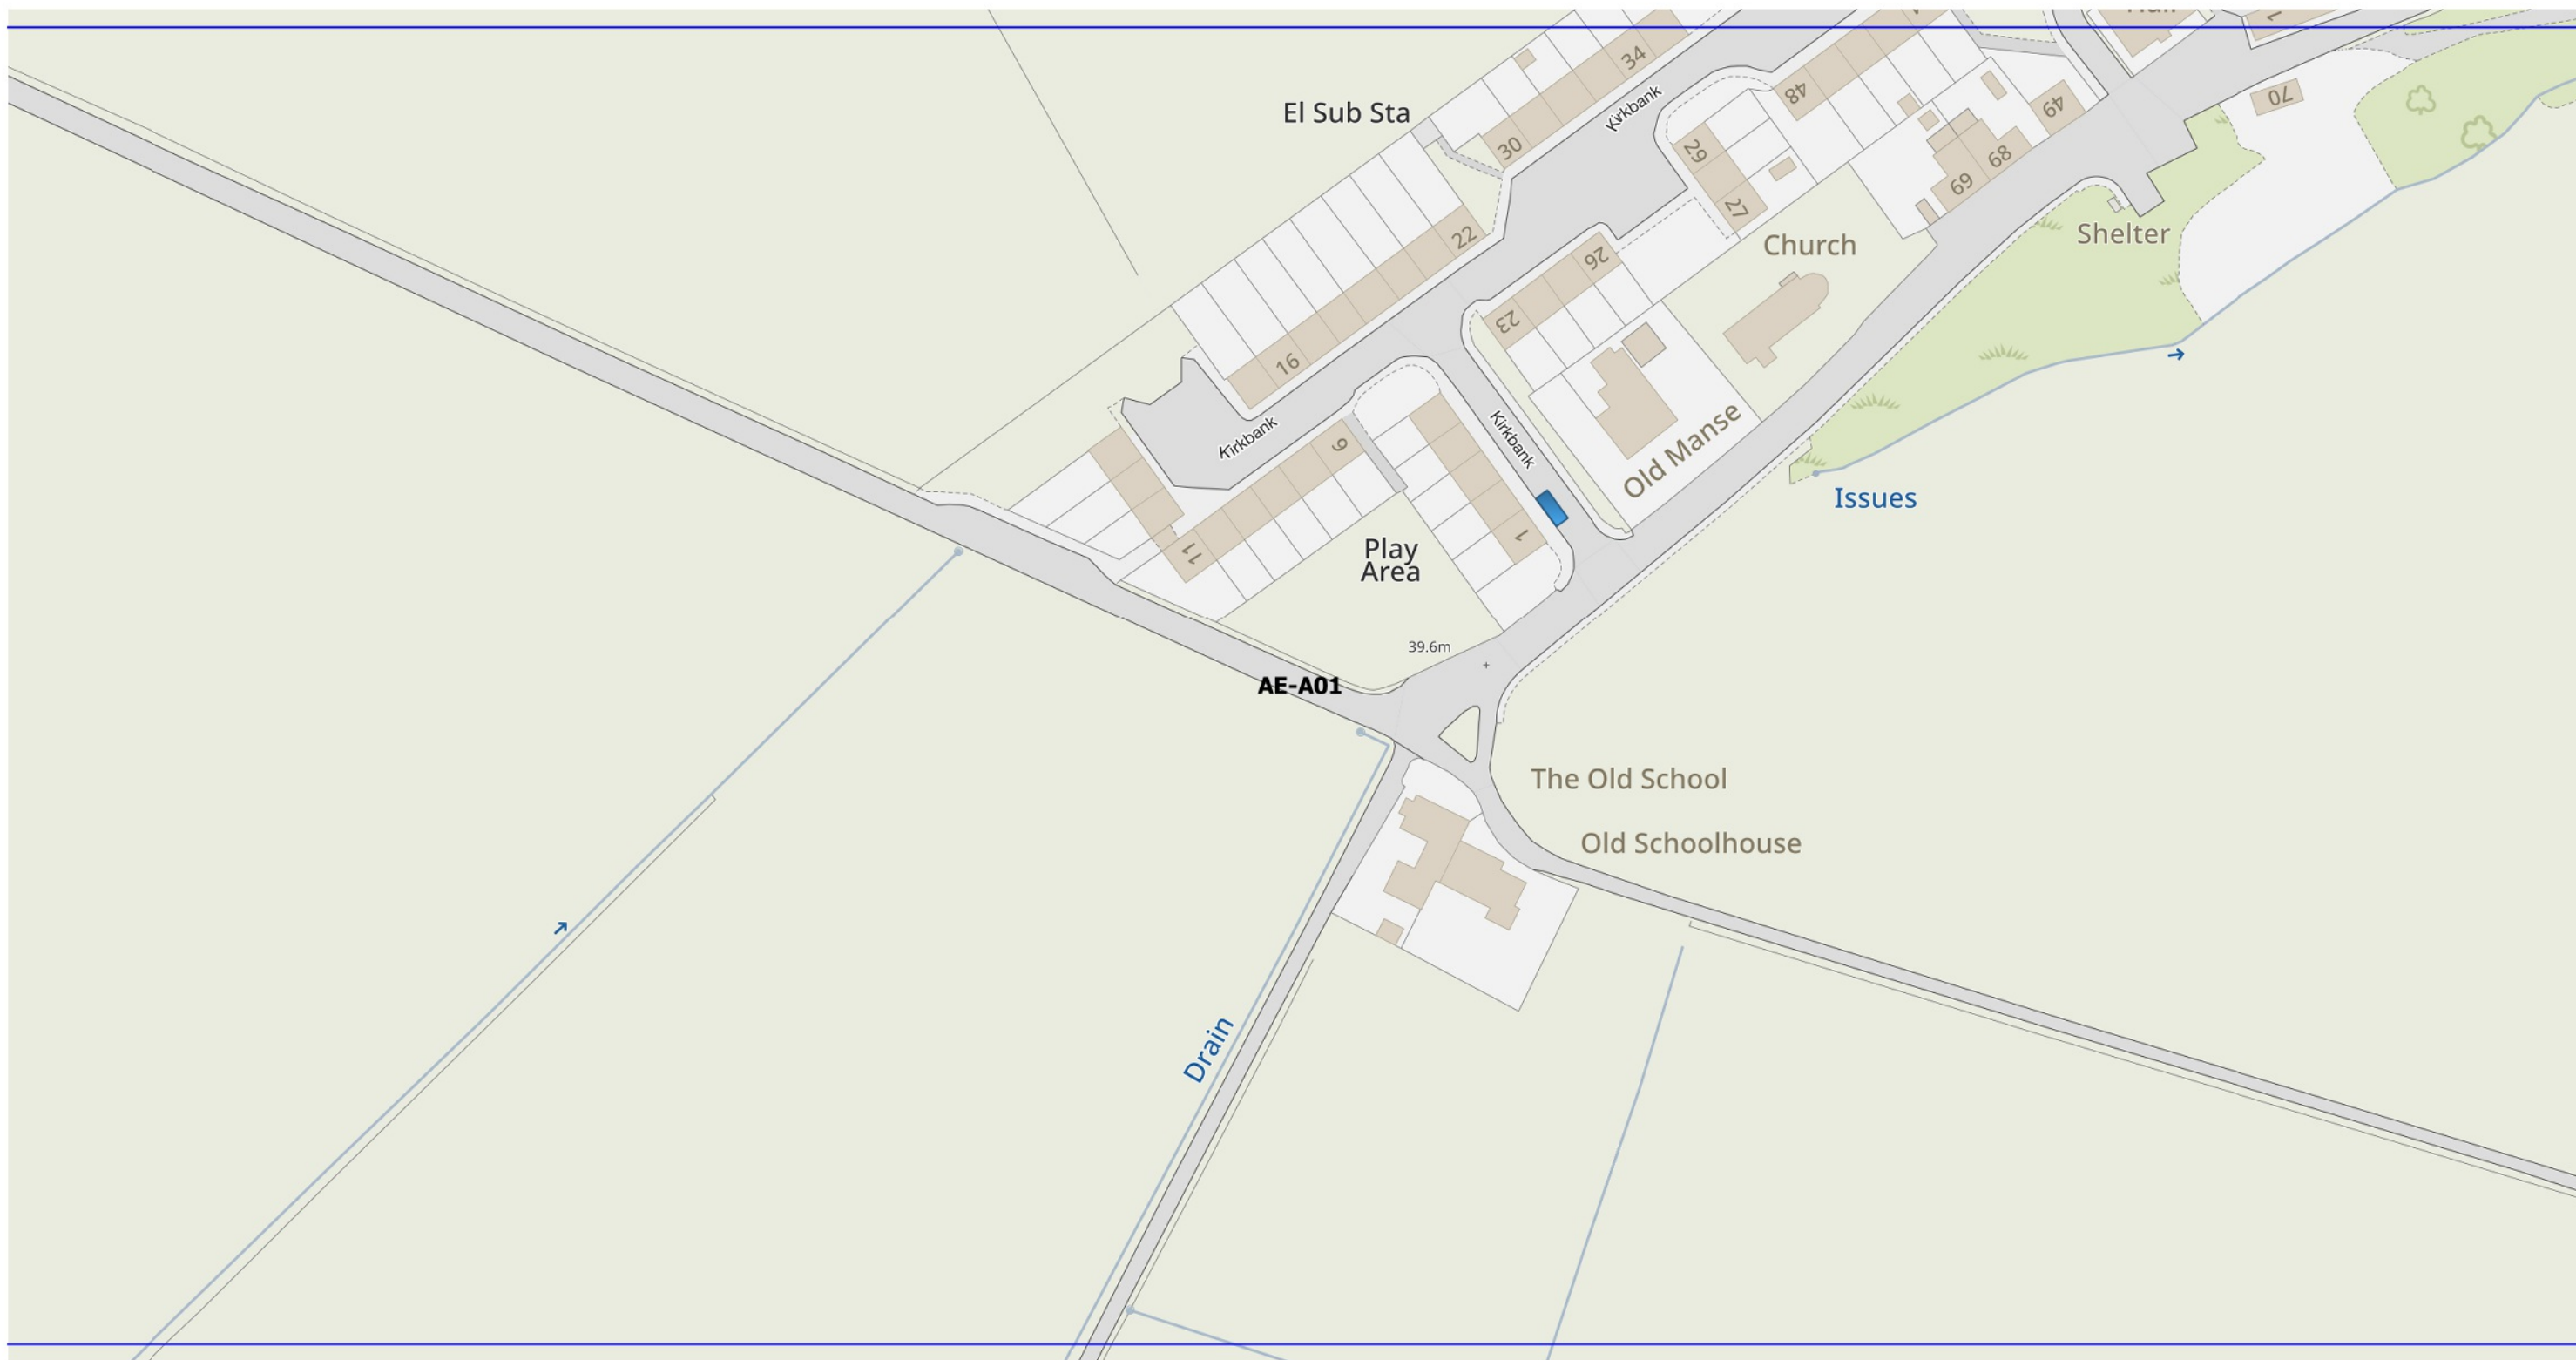 El Sub Sta
34
Kirkbank
30
48
29
27
49
68
69
70
Shelter
Church
22
26
23
16
Kirkbank
9
Kirkbank
Old Manse
Issues
11
1
Play
Area
39.6m
AE-A01
The Old School
Old Schoolhouse
Drain